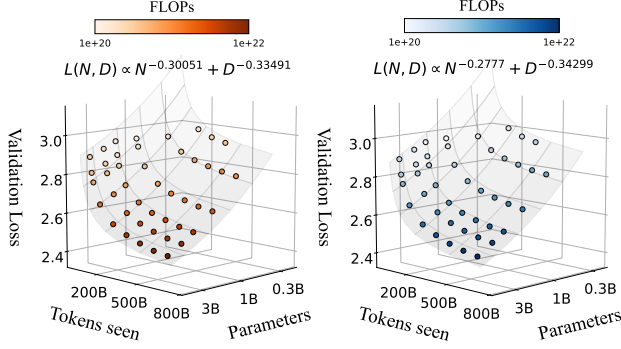 FLOPs
1e+20 1e+22
L(N, D) ∝ N^−0.30051 + D^−0.33491
Validation Loss
3.0
2.8
2.6
2.4
200B
500B
800B
Tokens seen
3B
1B
0.3B
Parameters
FLOPs
1e+20 1e+22
L(N, D) ∝ N^−0.2777 + D^−0.34299
Validation Loss
3.0
2.8
2.6
2.4
200B
500B
800B
Tokens seen
3B
1B
0.3B
Parameters